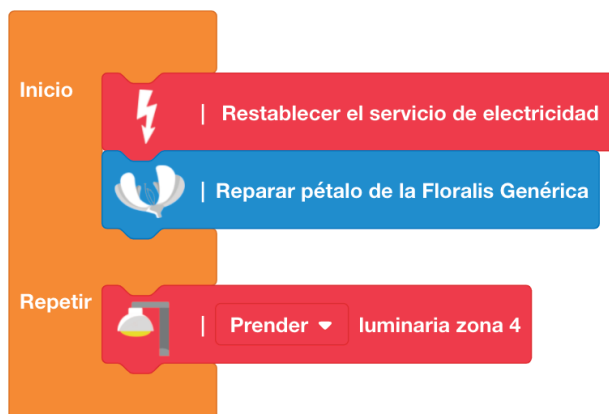 Inicio
| Restablecer el servicio de electricidad
| Reparar pétalo de la Floralis Genérica
Repetir
| Prender luminaria zona 4